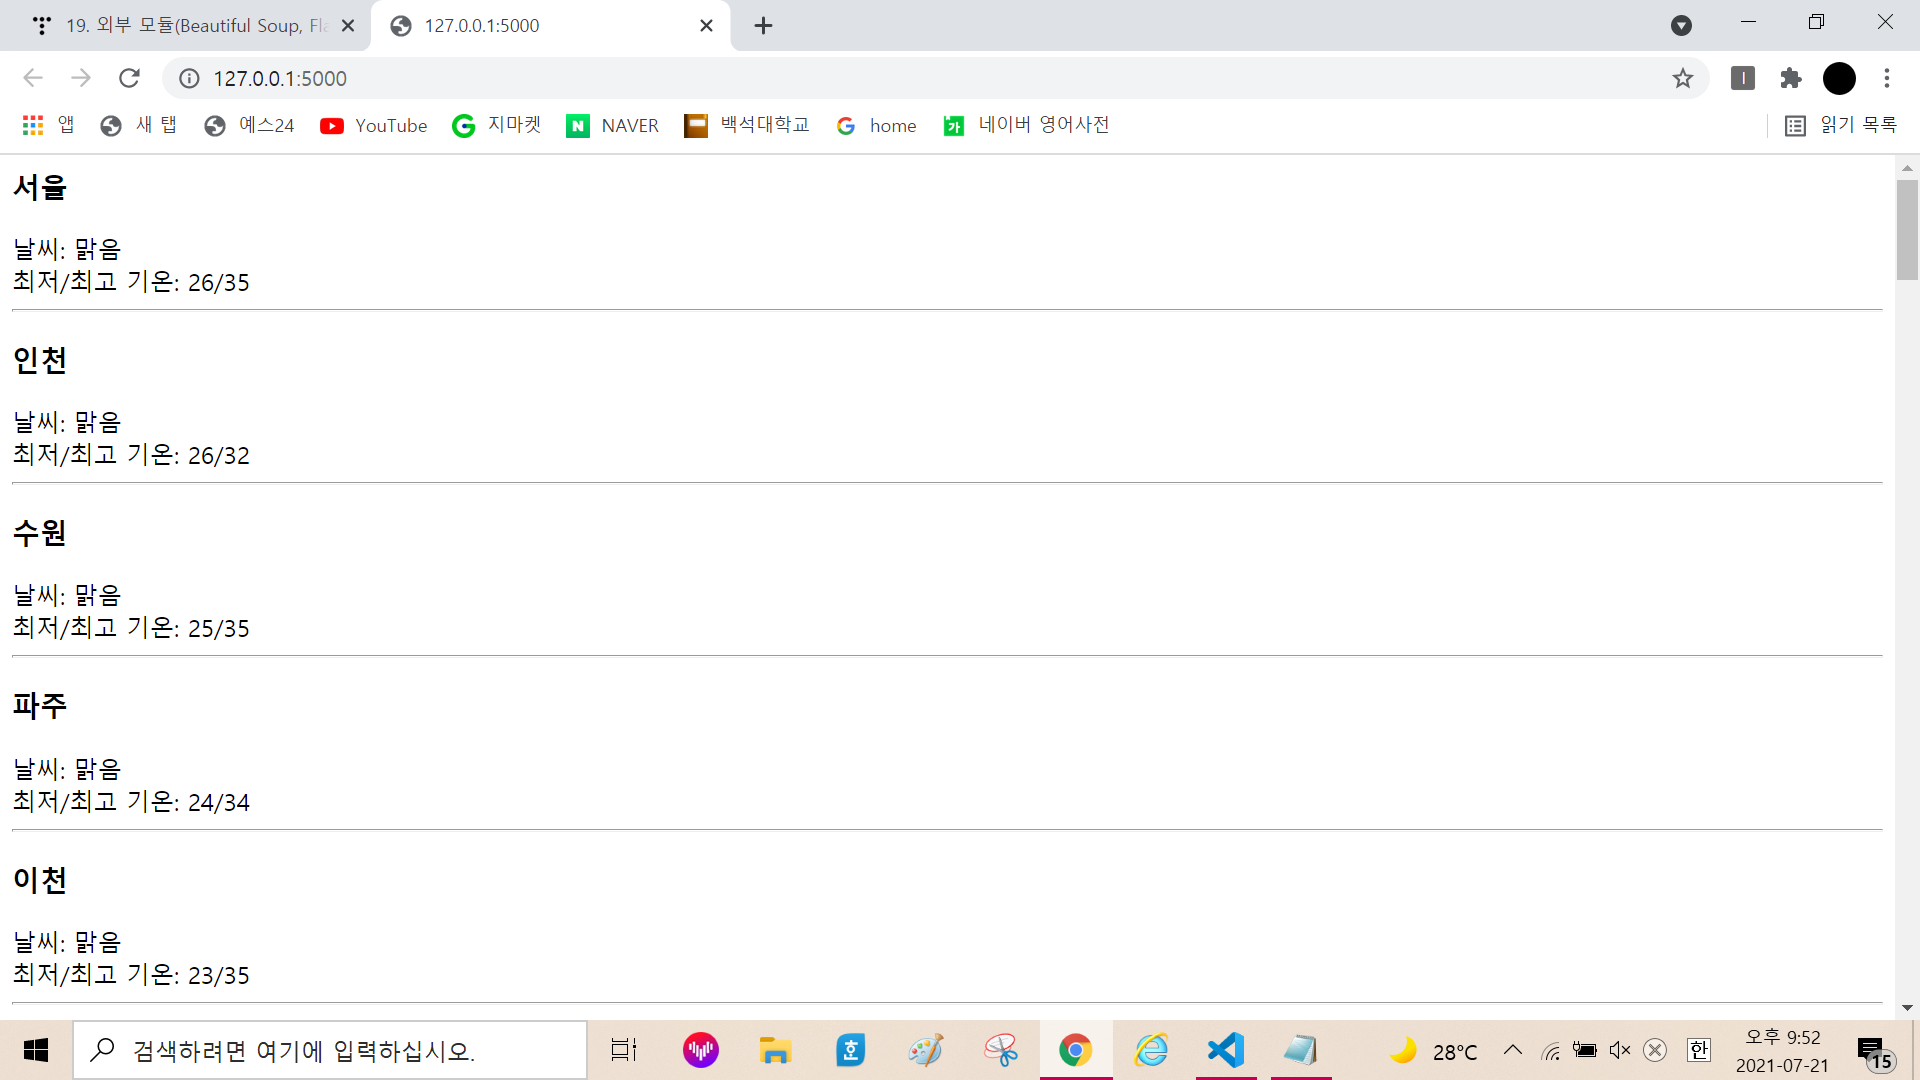 19. 외부 모듈(Beautiful Soup, Fla
127.0.0.1:5000
127.0.0.1:5000
앱 새 탭 예스24 YouTube 지마켓 NAVER 백석대학교 home 네이버 영어사전 읽기 목록
서울
날씨: 맑음
최저/최고 기온: 26/35
인천
날씨: 맑음
최저/최고 기온: 26/32
수원
날씨: 맑음
최저/최고 기온: 25/35
파주
날씨: 맑음
최저/최고 기온: 24/34
이천
날씨: 맑음
최저/최고 기온: 23/35
검색하려면 여기에 입력하십시오.
28°C
한
오후 9:52
2021-07-21
15